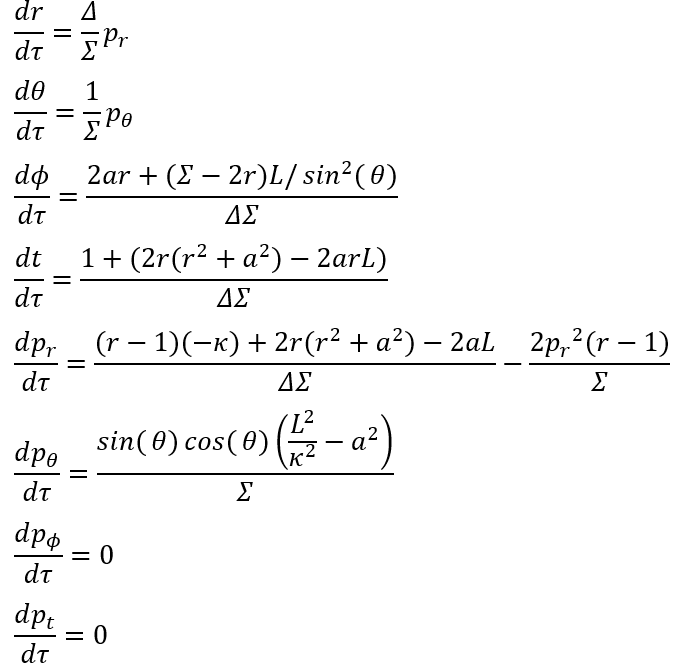 dr/dτ = Δ/Σ p_r
dθ/dτ = 1/Σ p_θ
dϕ/dτ = (2ar + (Σ − 2r)L/ sin²( θ))/(ΔΣ)
dt/dτ = (1 + (2r(r² + a²) − 2arL))/(ΔΣ)
dp_r/dτ = ((r − 1)(−κ) + 2r(r² + a²) − 2aL)/(ΔΣ) − (2p_r²(r − 1))/Σ
dp_θ/dτ = (sin( θ) cos( θ) (L²/κ² − a²))/Σ
dp_ϕ/dτ = 0
dp_t/dτ = 0